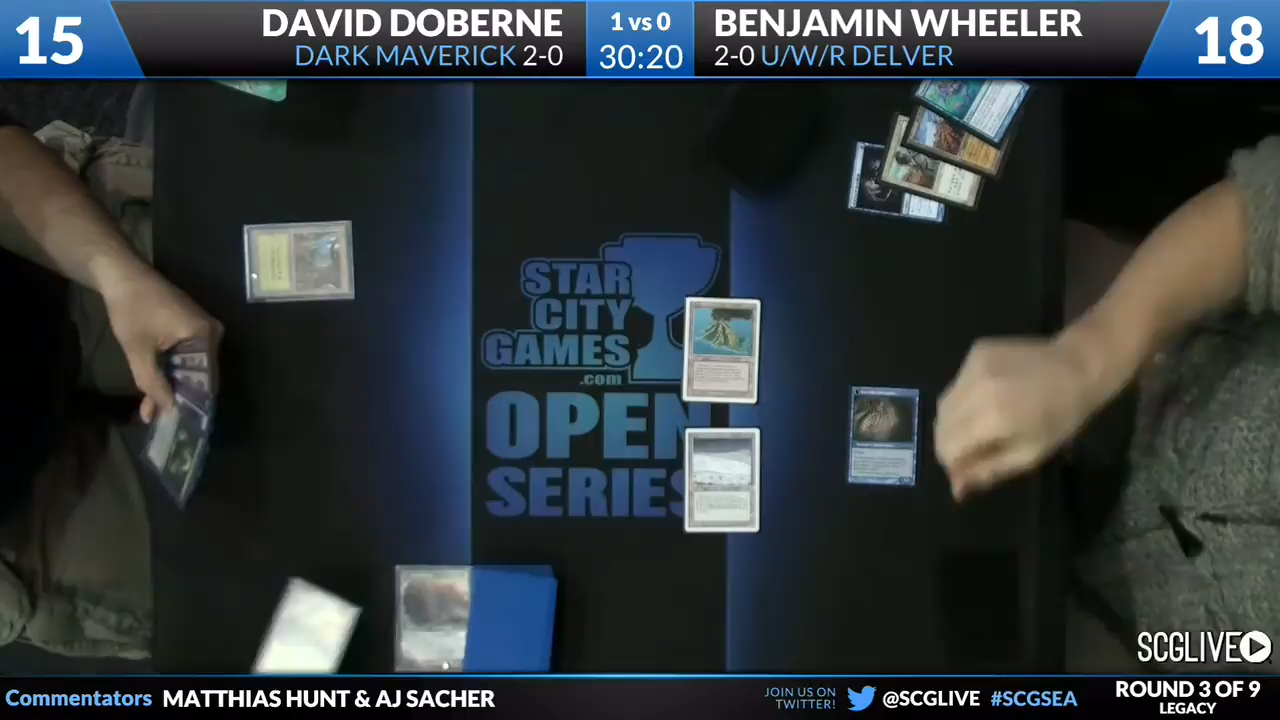 15
DAVID DOBERNE
DARK MAVERICK 2-0
1 vs 0
30:20
BENJAMIN WHEELER
2-0 U/W/R DELVER
18
STAR
CITY
GAMES
.com
OPEN
SERIES
SCGLIVE
Commentators MATTHIAS HUNT & AJ SACHER
JOIN US ON
TWITTER!
@SCGLIVE #SCGSEA
ROUND 3 OF 9
LEGACY